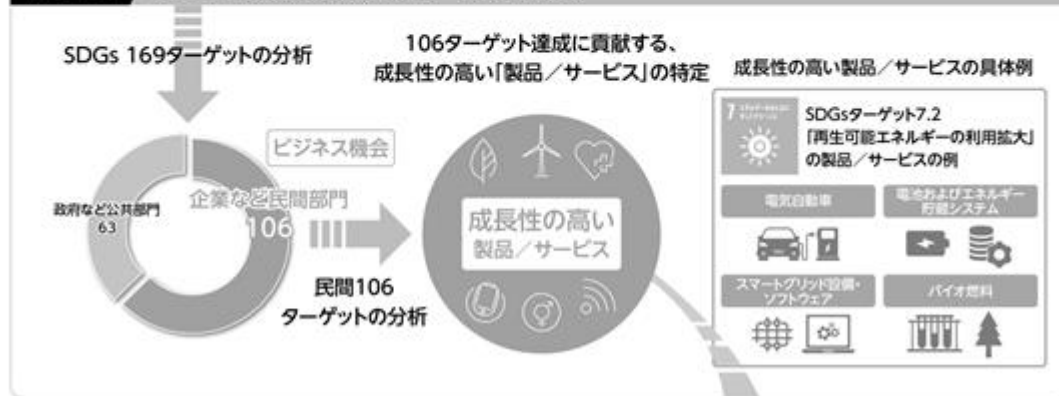 SDGs 169ターゲットの分析
106ターゲット達成に貢献する、
成長性の高い「製品／サービス」の特定
成長性の高い製品／サービスの具体例
ビジネス機会
企業など民間部門
106
政府など公共部門
63
民間106
ターゲットの分析
成長性の高い
製品／サービス
7
SDGsターゲット7.2
「再生可能エネルギーの利用拡大」
の製品／サービスの例
電気自動車
電池およびエネルギー
貯蔵システム
スマートグリッド設備・
ソフトウェア
バイオ燃料